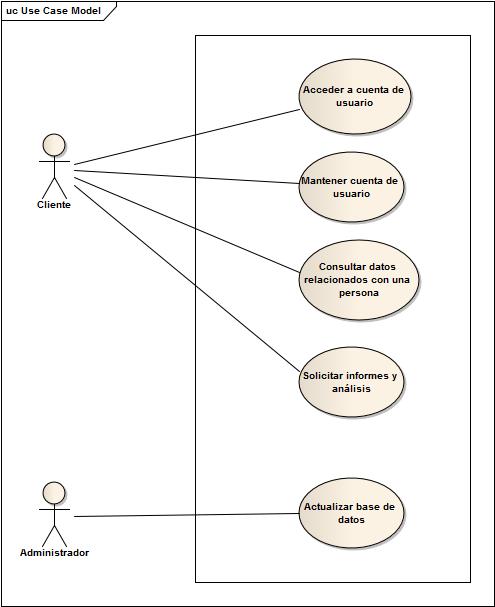 uc Use Case Model
Acceder a cuenta de
usuario
Mantener cuenta de
usuario
Cliente
Consultar datos
relacionados con una
persona
Solicitar informes y
análisis
Actualizar base de
datos
Administrador